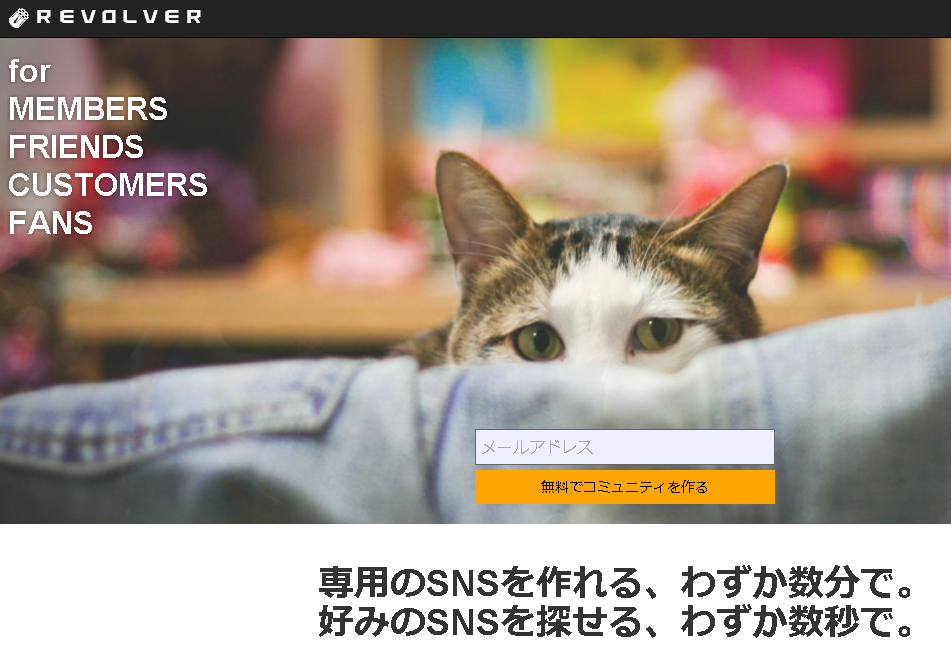 REVOLVER
for
MEMBERS
FRIENDS
CUSTOMERS
FANS
メールアドレス
無料でコミュニティを作る
専用のSNSを作れる、わずか数分で。
好みのSNSを探せる、わずか数秒で。